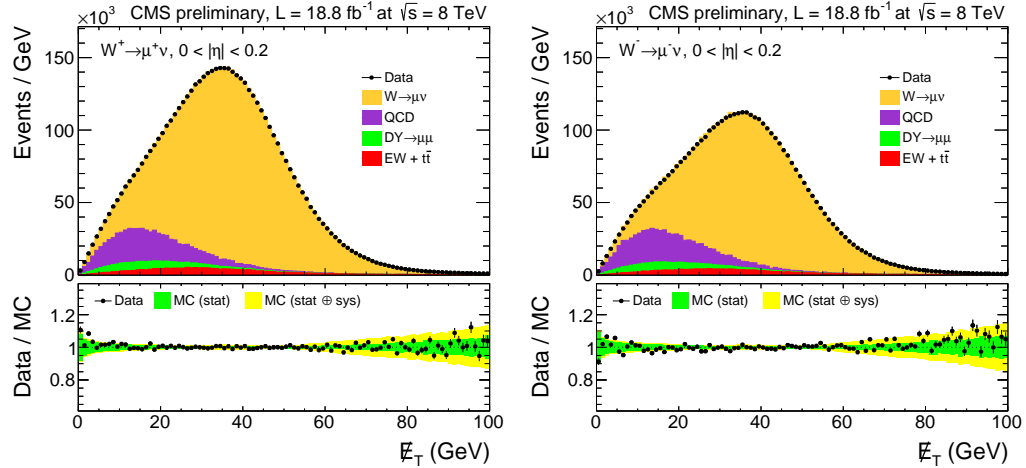 CMS preliminary, L = 18.8 fb⁻¹ at √s = 8 TeV
×10³
W⁺→μ⁺ν, 0 < |η| < 0.2
Events / GeV
150
100
50
0
Data
W→μν
QCD
DY→μμ
EW + tt̄
Data
MC (stat)
MC (stat ⊕ sys)
Data / MC
1.2
1
0.8
0 20 40 60 80 100
E̸_T (GeV)
CMS preliminary, L = 18.8 fb⁻¹ at √s = 8 TeV
×10³
W⁻→μ⁻ν, 0 < |η| < 0.2
Events / GeV
150
100
50
0
Data
W→μν
QCD
DY→μμ
EW + tt̄
Data
MC (stat)
MC (stat ⊕ sys)
Data / MC
1.2
1
0.8
0 20 40 60 80 100
E̸_T (GeV)